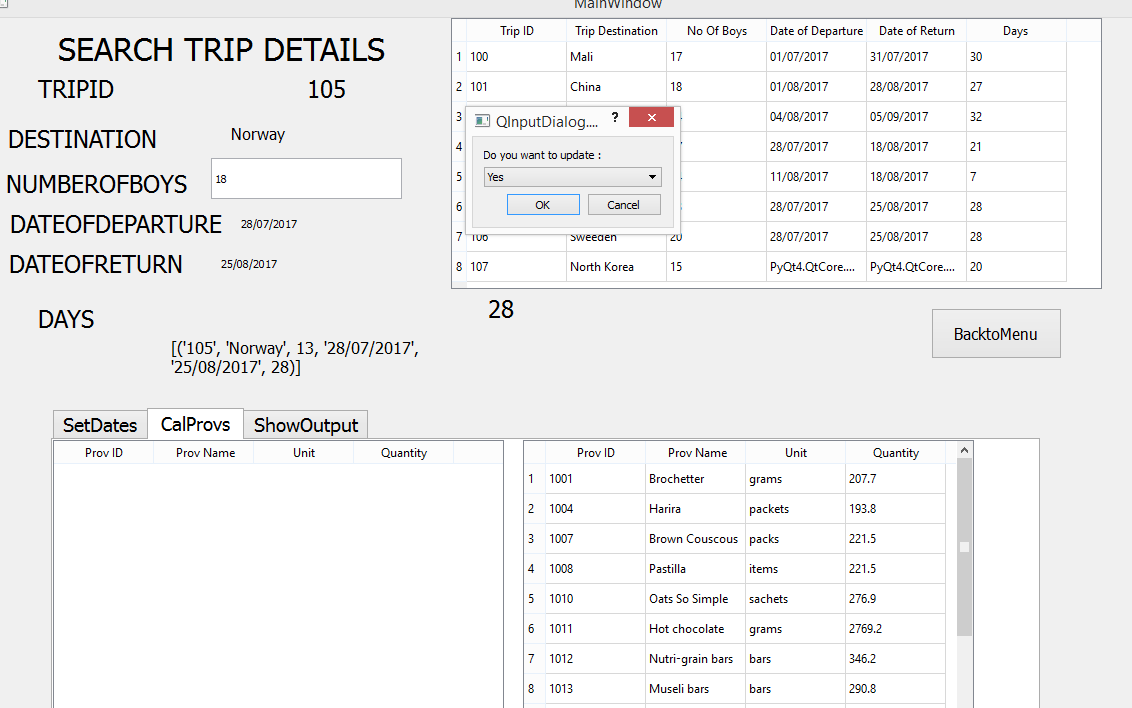 MainWindow
SEARCH TRIP DETAILS
TRIPID 105
DESTINATION Norway
NUMBEROFBOYS 18
DATEOFDEPARTURE 28/07/2017
DATEOFRETURN 25/08/2017
DAYS 28
[('105', 'Norway', 13, '28/07/2017',
'25/08/2017', 28)]
Trip ID Trip Destination No Of Boys Date of Departure Date of Return Days
1 100 Mali 17 01/07/2017 31/07/2017 30
2 101 China 18 01/08/2017 28/08/2017 27
3 04/08/2017 05/09/2017 32
4 28/07/2017 18/08/2017 21
5 11/08/2017 18/08/2017 7
6 28/07/2017 25/08/2017 28
7 106 Sweeden 20 28/07/2017 25/08/2017 28
8 107 North Korea 15 PyQt4.QtCore.... PyQt4.QtCore.... 20
QInputDialog.... ?
Do you want to update :
Yes
OK Cancel
BacktoMenu
SetDates CalProvs ShowOutput
Prov ID Prov Name Unit Quantity
Prov ID Prov Name Unit Quantity
1 1001 Brochetter grams 207.7
2 1004 Harira packets 193.8
3 1007 Brown Couscous packs 221.5
4 1008 Pastilla items 221.5
5 1010 Oats So Simple sachets 276.9
6 1011 Hot chocolate grams 2769.2
7 1012 Nutri-grain bars bars 346.2
8 1013 Museli bars bars 290.8